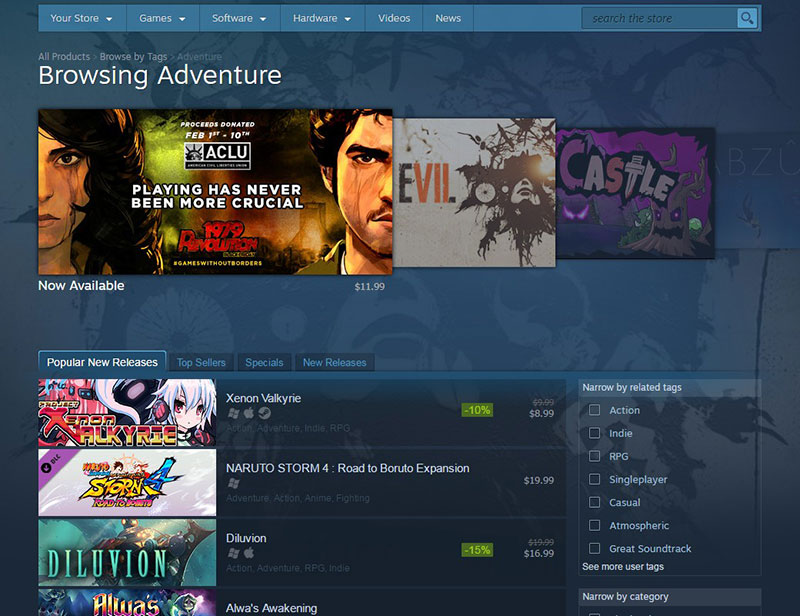 Your Store
Games
Software
Hardware
Videos
News
search the store
All Products > Browse by Tags > Adventure
Browsing Adventure
PROCEEDS DONATED
FEB 1ST - 10TH
ACLU
AMERICAN CIVIL LIBERTIES UNION
PLAYING HAS NEVER
BEEN MORE CRUCIAL
1979
REVOLUTION
BLACK FRIDAY
#GAMESWITHOUTBORDERS
EVIL
CASTLE
ABZU
Now Available
$11.99
Popular New Releases
Top Sellers
Specials
New Releases
PROJECT
XENON
VALKYRIE
Xenon Valkyrie
-10%
$9.99
$8.99
Action, Adventure, Indie, RPG
DLC
NARUTO
STORM 4
ROAD TO BORUTO
NARUTO STORM 4 : Road to Boruto Expansion
$19.99
Adventure, Action, Anime, Fighting
DILUVION
Diluvion
-15%
$19.99
$16.99
Action, Adventure, RPG, Indie
Alwa's
Alwa's Awakening
Narrow by related tags
Action
Indie
RPG
Singleplayer
Casual
Atmospheric
Great Soundtrack
See more user tags
Narrow by category